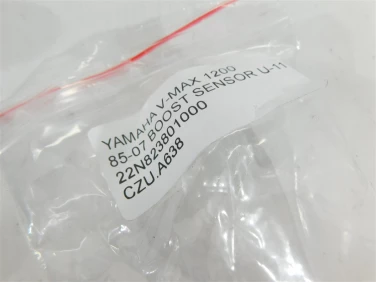 YAMAHA V-MAX 1200
85-07 BOOST SENSOR U-11
22N823801000
CZU.A638